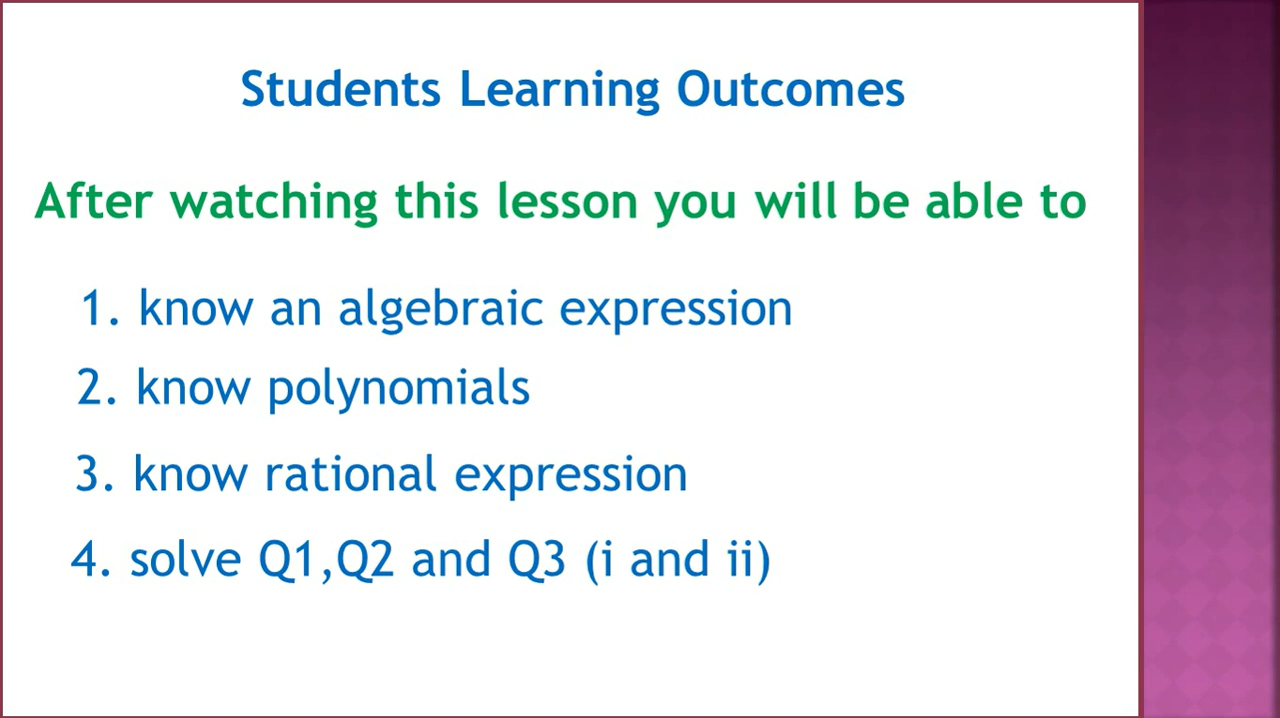 Students Learning Outcomes
After watching this lesson you will be able to
1. know an algebraic expression
2. know polynomials
3. know rational expression
4. solve Q1,Q2 and Q3 (i and ii)